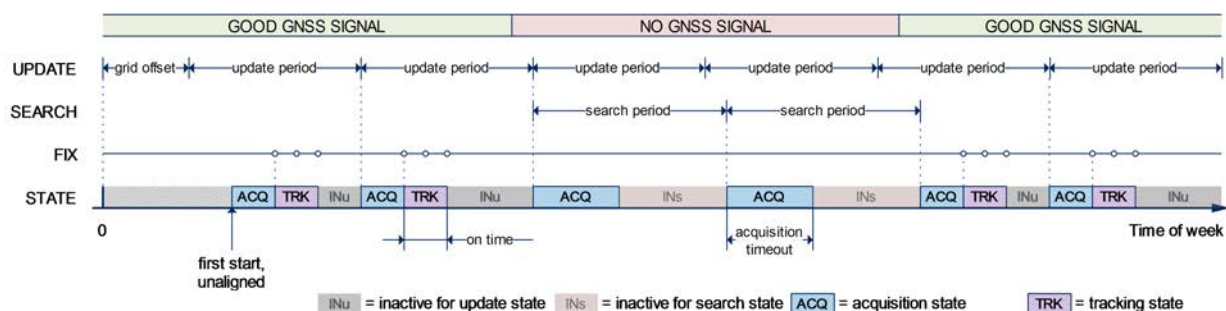 GOOD GNSS SIGNAL NO GNSS SIGNAL GOOD GNSS SIGNAL
UPDATE grid offset update period update period update period update period update period update period
SEARCH search period search period
FIX
STATE ACQ TRK INu ACQ TRK INu ACQ INs ACQ INs ACQ TRK INu ACQ TRK INu
0 on time acquisition timeout Time of week
first start,
unaligned
INu = inactive for update state INs = inactive for search state ACQ = acquisition state TRK = tracking state